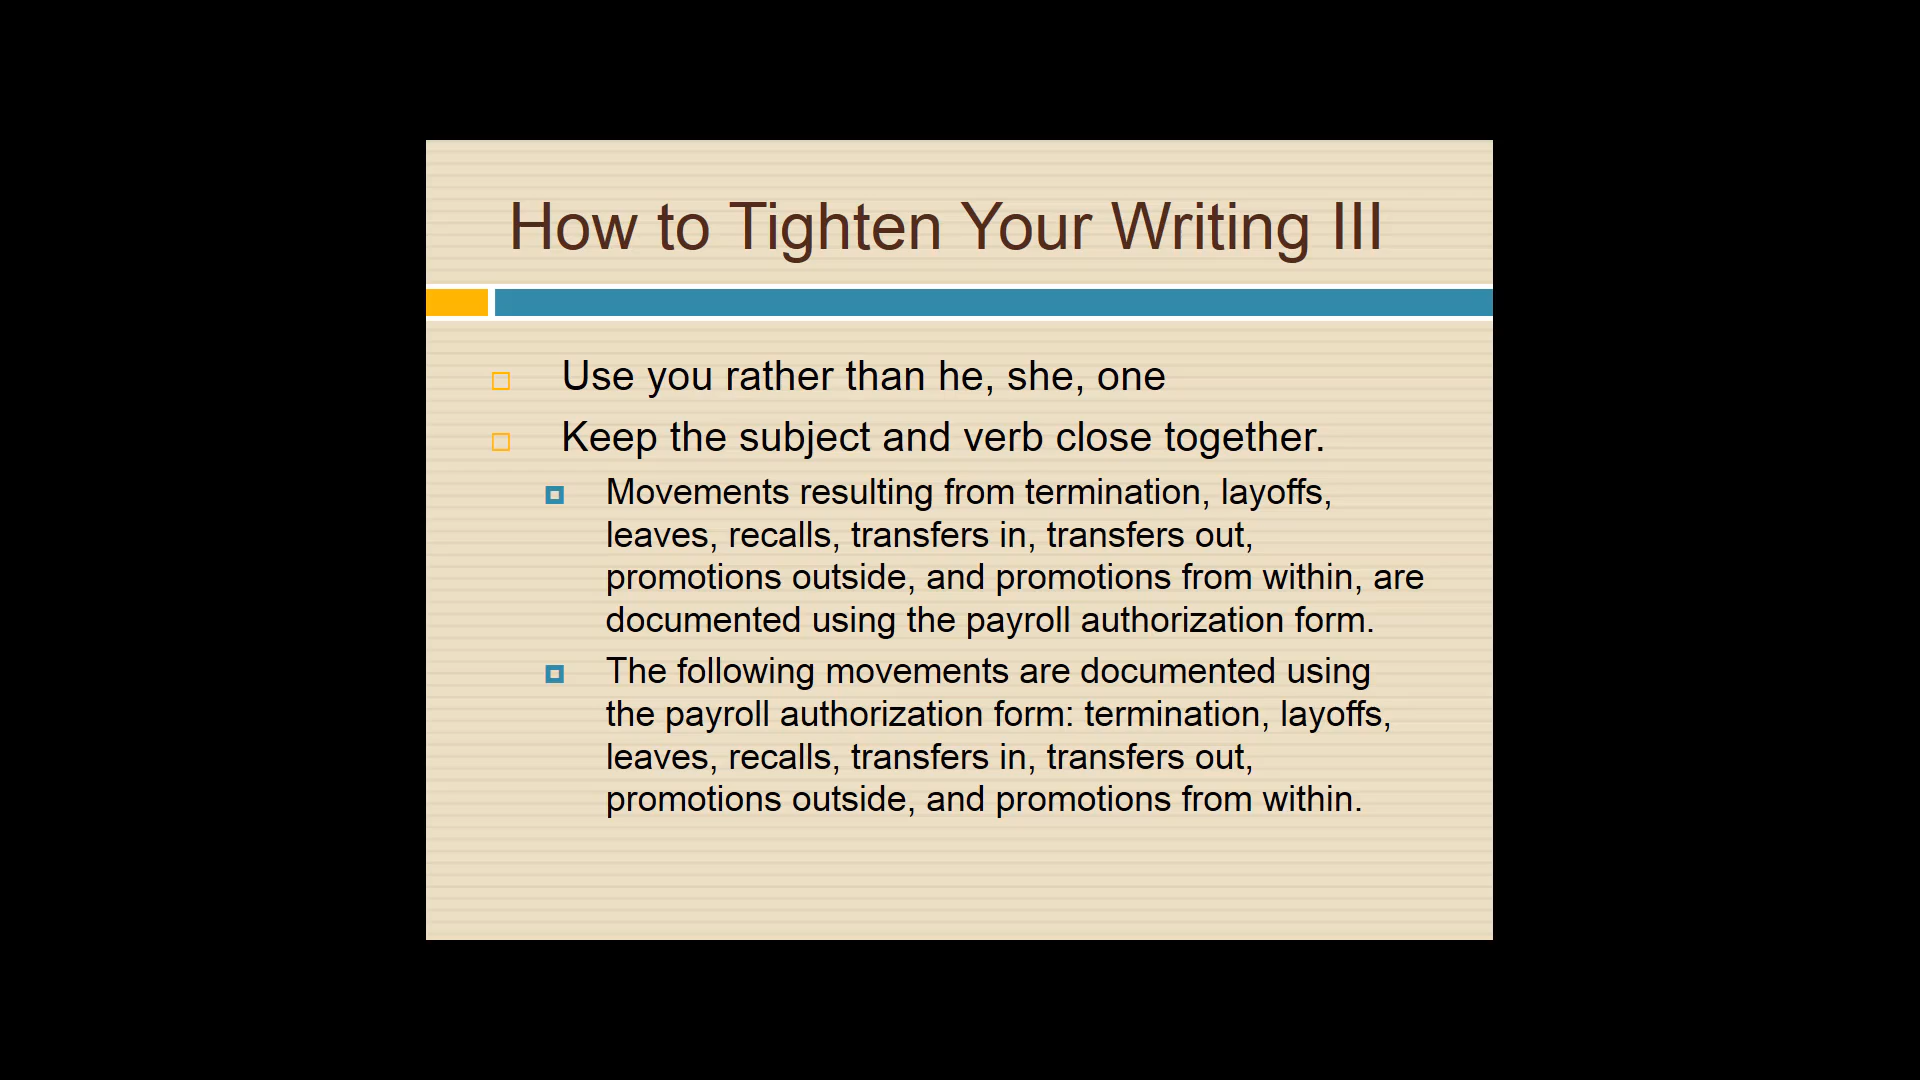 How to Tighten Your Writing III
Use you rather than he, she, one
Keep the subject and verb close together.
Movements resulting from termination, layoffs,
leaves, recalls, transfers in, transfers out,
promotions outside, and promotions from within, are
documented using the payroll authorization form.
The following movements are documented using
the payroll authorization form: termination, layoffs,
leaves, recalls, transfers in, transfers out,
promotions outside, and promotions from within.